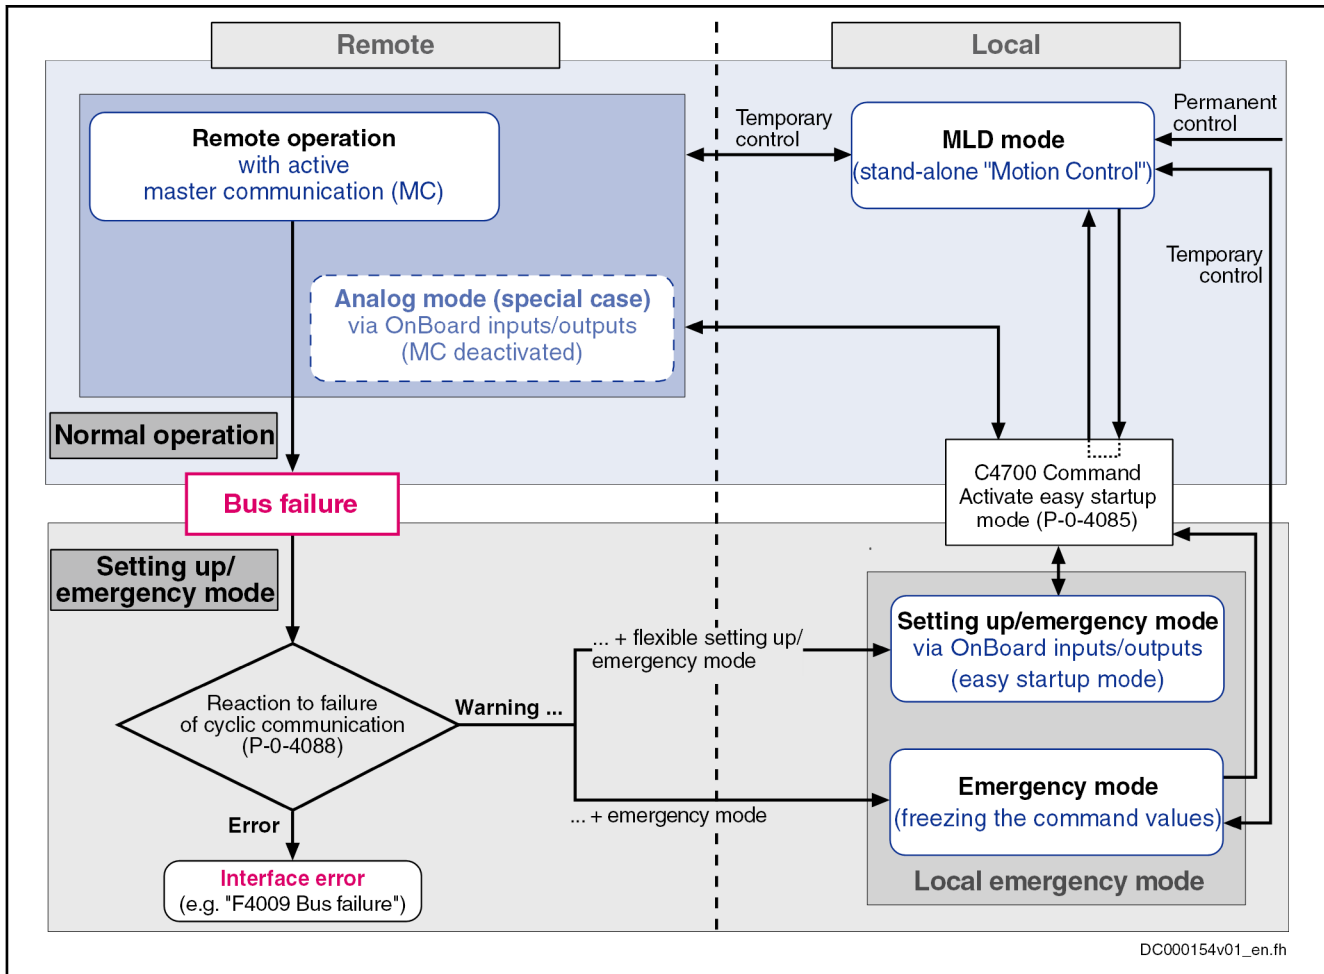 Remote
Local
Remote operation
with active
master communication (MC)
Temporary
control
MLD mode
(stand-alone "Motion Control")
Permanent
control
Temporary
control
Analog mode (special case)
via OnBoard inputs/outputs
(MC deactivated)
Normal operation
Bus failure
C4700 Command
Activate easy startup
mode (P-0-4085)
Setting up/
emergency mode
Reaction to failure
of cyclic communication
(P-0-4088)
Warning ...
... + flexible setting up/
emergency mode
Setting up/emergency mode
via OnBoard inputs/outputs
(easy startup mode)
... + emergency mode
Emergency mode
(freezing the command values)
Local emergency mode
Error
Interface error
(e.g. "F4009 Bus failure")
DC000154v01_en.fh